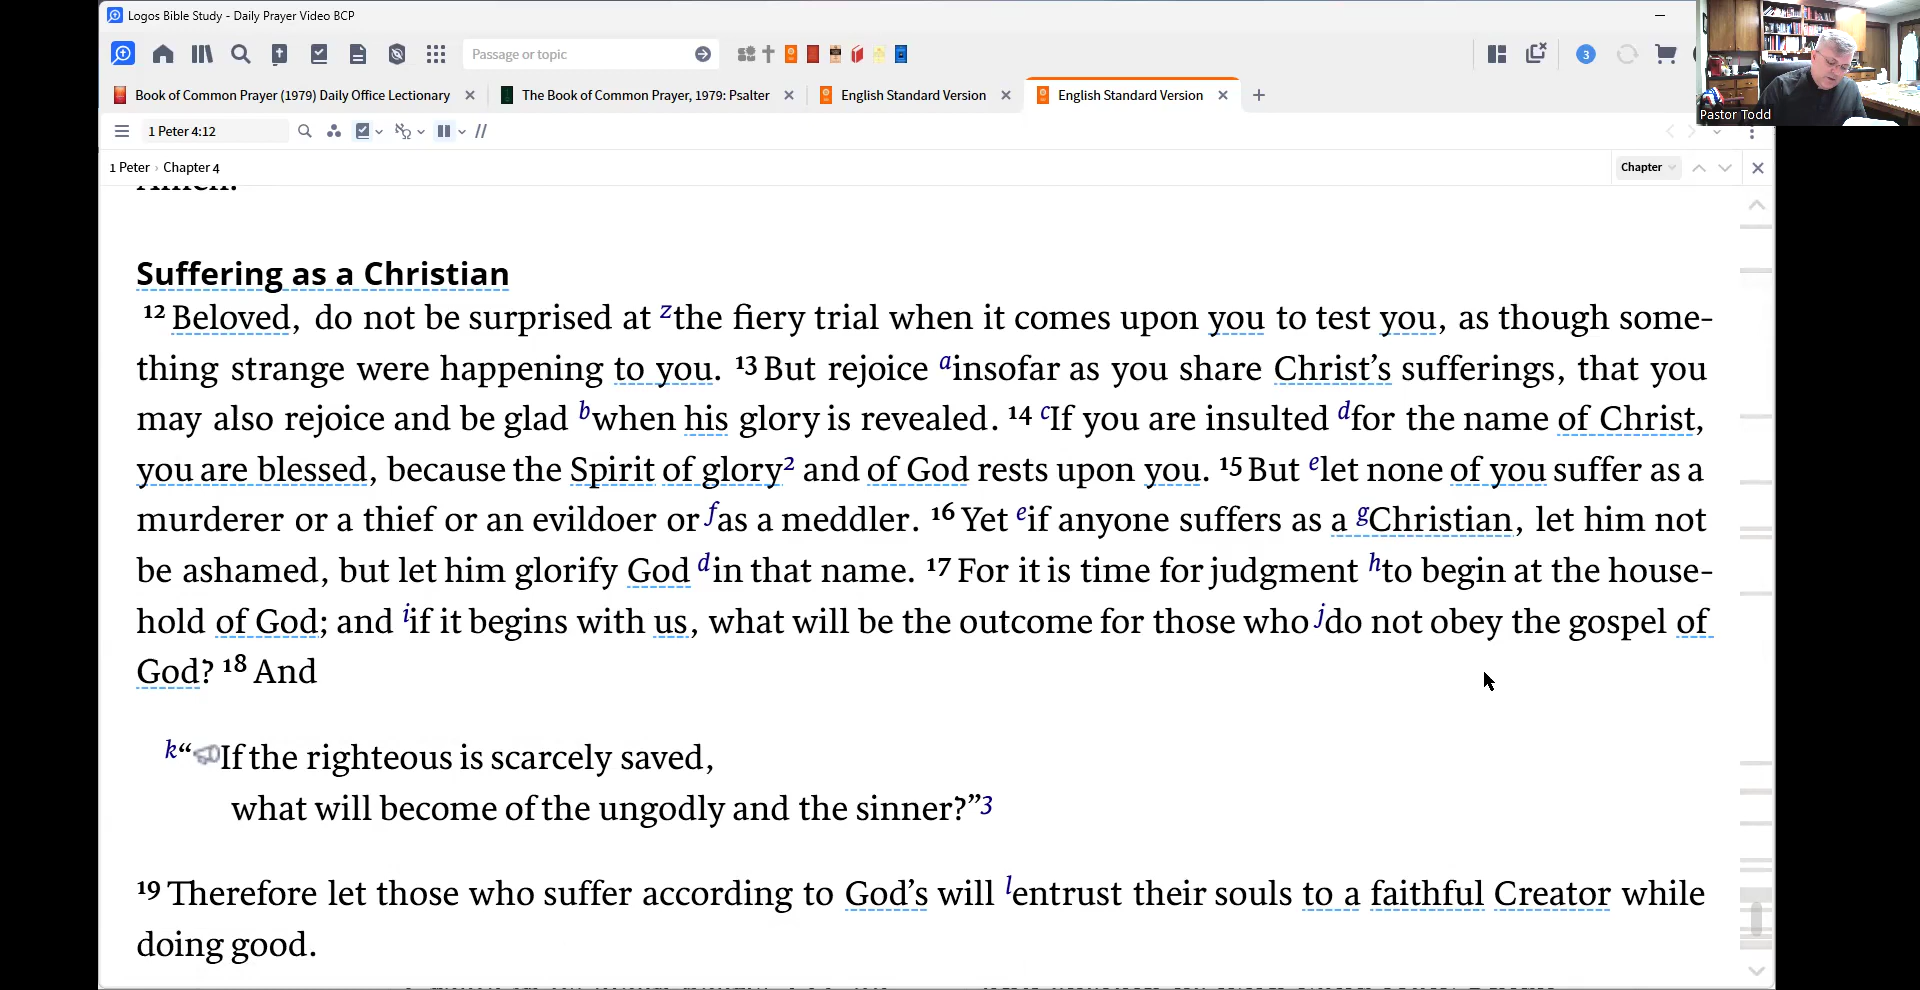 Logos Bible Study - Daily Prayer Video BCP
Passage or topic
3
Book of Common Prayer (1979) Daily Office Lectionary
The Book of Common Prayer, 1979: Psalter
English Standard Version
English Standard Version
Pastor Todd
1 Peter 4:12
1 Peter › Chapter 4
Chapter
Amen.
Suffering as a Christian
12 Beloved, do not be surprised at z the fiery trial when it comes upon you to test you, as though some-
thing strange were happening to you. 13 But rejoice a insofar as you share Christ’s sufferings, that you
may also rejoice and be glad b when his glory is revealed. 14 c If you are insulted d for the name of Christ,
you are blessed, because the Spirit of glory 2 and of God rests upon you. 15 But e let none of you suffer as a
murderer or a thief or an evildoer or f as a meddler. 16 Yet e if anyone suffers as a g Christian, let him not
be ashamed, but let him glorify God d in that name. 17 For it is time for judgment h to begin at the house-
hold of God; and i if it begins with us, what will be the outcome for those who j do not obey the gospel of
God? 18 And
k “If the righteous is scarcely saved,
what will become of the ungodly and the sinner?” 3
19 Therefore let those who suffer according to God’s will l entrust their souls to a faithful Creator while
doing good.